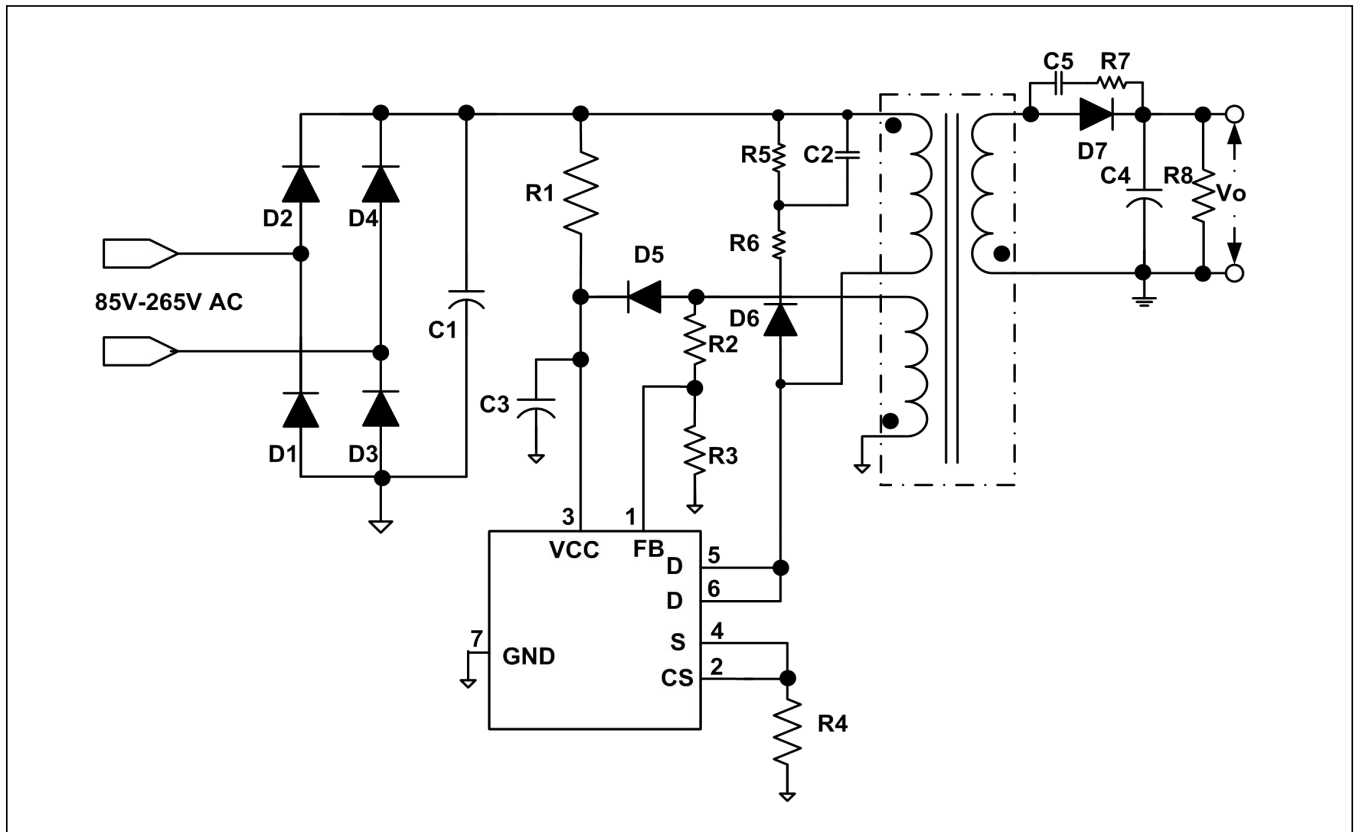 C5 R7
D7
R5 C2
C4 R8 Vo
R1
D2 D4
R6
D5
85V-265V AC
C1
D6
R2
C3
D1 D3
R3
3 1
VCC FB
D 5
D 6
7 GND
S 4
CS 2
R4